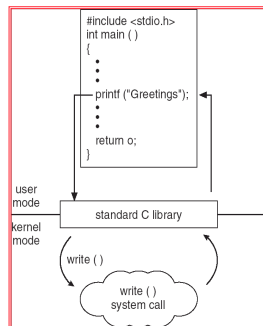 #include <stdio.h>
int main ( )
{
•
•
•
printf ("Greetings");
•
•
•
return o;
}
user
mode
standard C library
kernel
mode
write ( )
write ( )
system call